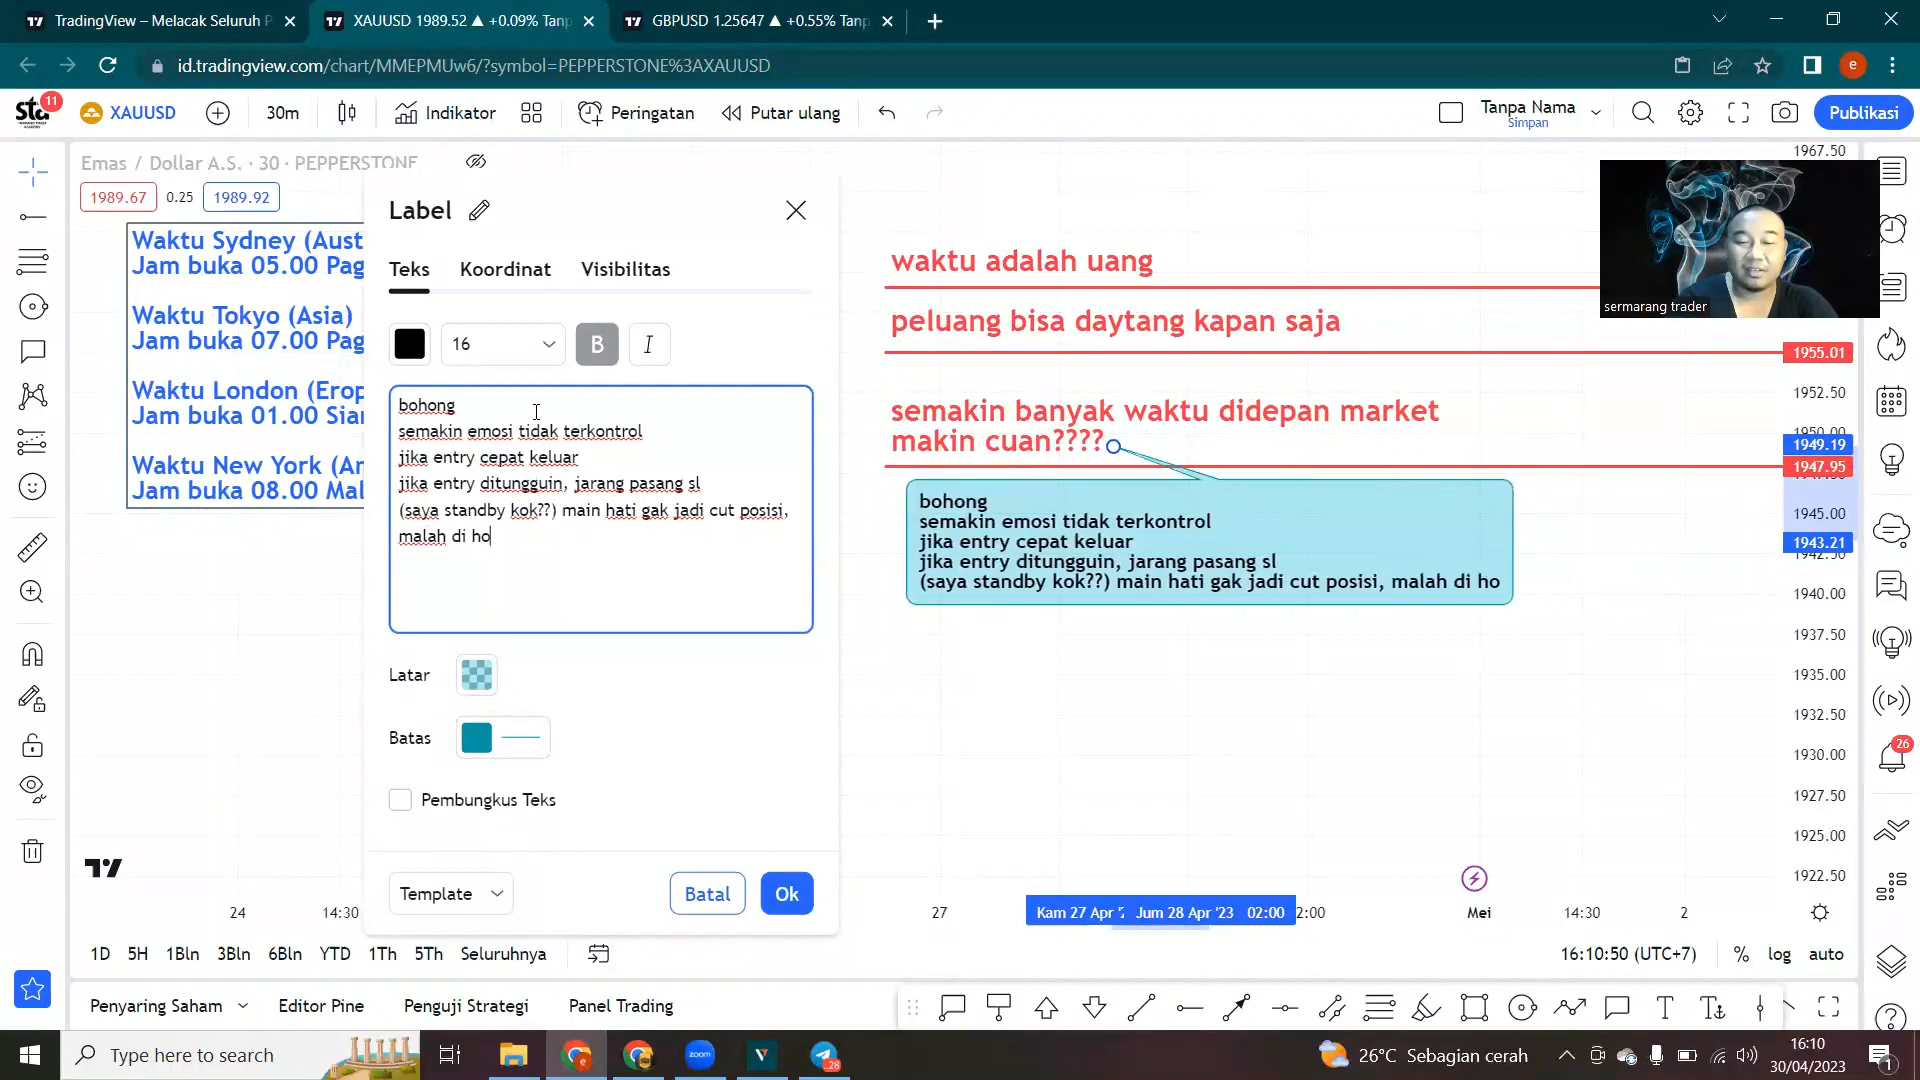 TradingView — Melacak Seluruh P
XAUUSD 1989.52 ▲ +0.09% Tanp
GBPUSD 1.25647 ▲ +0.55% Tanp
id.tradingview.com/chart/MMEPMUw6/?symbol=PEPPERSTONE%3AXAUUSD
e
11
XAUUSD
30m
Indikator
Peringatan
Putar ulang
Tanpa Nama
Simpan
Publikasi
Emas / Dollar A.S. · 30 · PEPPERSTONE
1989.67
0.25
1989.92
Waktu Sydney (Aust
Jam buka 05.00 Pag
Waktu Tokyo (Asia)
Jam buka 07.00 Pag
Waktu London (Erop
Jam buka 01.00 Sian
Waktu New York (Am
Jam buka 08.00 Mal
Label
Teks
Koordinat
Visibilitas
16
B
I
bohong
semakin emosi tidak terkontrol
jika entry cepat keluar
jika entry ditungguin, jarang pasang sl
(saya standby kok??) main hati gak jadi cut posisi,
malah di ho
Latar
Batas
Pembungkus Teks
Template
Batal
Ok
waktu adalah uang
peluang bisa daytang kapan saja
semakin banyak waktu didepan market
makin cuan????
bohong
semakin emosi tidak terkontrol
jika entry cepat keluar
jika entry ditungguin, jarang pasang sl
(saya standby kok??) main hati gak jadi cut posisi, malah di ho
sermarang trader
1967.50
1955.01
1952.50
1949.19
1947.95
1945.00
1943.21
1940.00
1937.50
1935.00
1932.50
1930.00
1927.50
1925.00
1922.50
26
24
14:30
27
Kam 27 Apr '2
Jum 28 Apr '23
02:00
2:00
Mei
14:30
2
1D
5H
1Bln
3Bln
6Bln
YTD
1Th
5Th
Seluruhnya
16:10:50 (UTC+7)
%
log
auto
Penyaring Saham
Editor Pine
Penguji Strategi
Panel Trading
Type here to search
zoom
28
26°C Sebagian cerah
16:10
30/04/2023
1